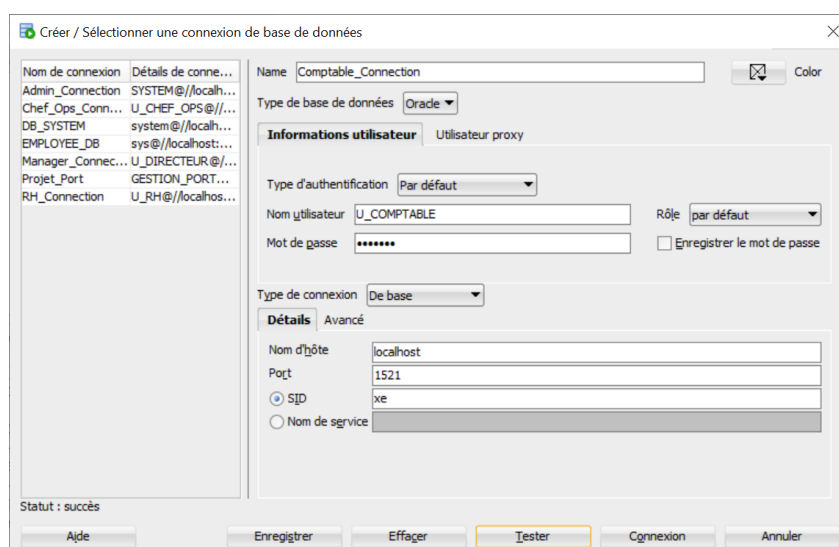 Créer / Sélectionner une connexion de base de données
Nom de connexion Détails de conne...
Admin_Connection SYSTEM@//localh...
Chef_Ops_Conn... U_CHEF_OPS@//...
DB_SYSTEM system@//localh...
EMPLOYEE_DB sys@//localhost:...
Manager_Connec... U_DIRECTEUR@/...
Projet_Port GESTION_PORT...
RH_Connection U_RH@//localhos...
Name Comptable_Connection Color
Type de base de données Oracle
Informations utilisateur Utilisateur proxy
Type d'authentification Par défaut
Nom utilisateur U_COMPTABLE Rôle par défaut
Mot de passe ••••••• Enregistrer le mot de passe
Type de connexion De base
Détails Avancé
Nom d'hôte localhost
Port 1521
SID xe
Nom de service
Statut : succès
Aide Enregistrer Effacer Tester Connexion Annuler